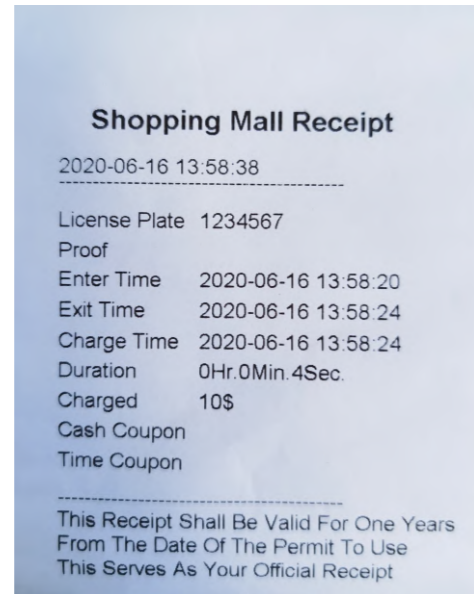 Shopping Mall Receipt
2020-06-16 13:58:38
------------------------------------
License Plate 1234567
Proof
Enter Time 2020-06-16 13:58:20
Exit Time 2020-06-16 13:58:24
Charge Time 2020-06-16 13:58:24
Duration 0Hr.0Min.4Sec.
Charged 10$
Cash Coupon
Time Coupon
------------------------------------
This Receipt Shall Be Valid For One Years
From The Date Of The Permit To Use
This Serves As Your Official Receipt